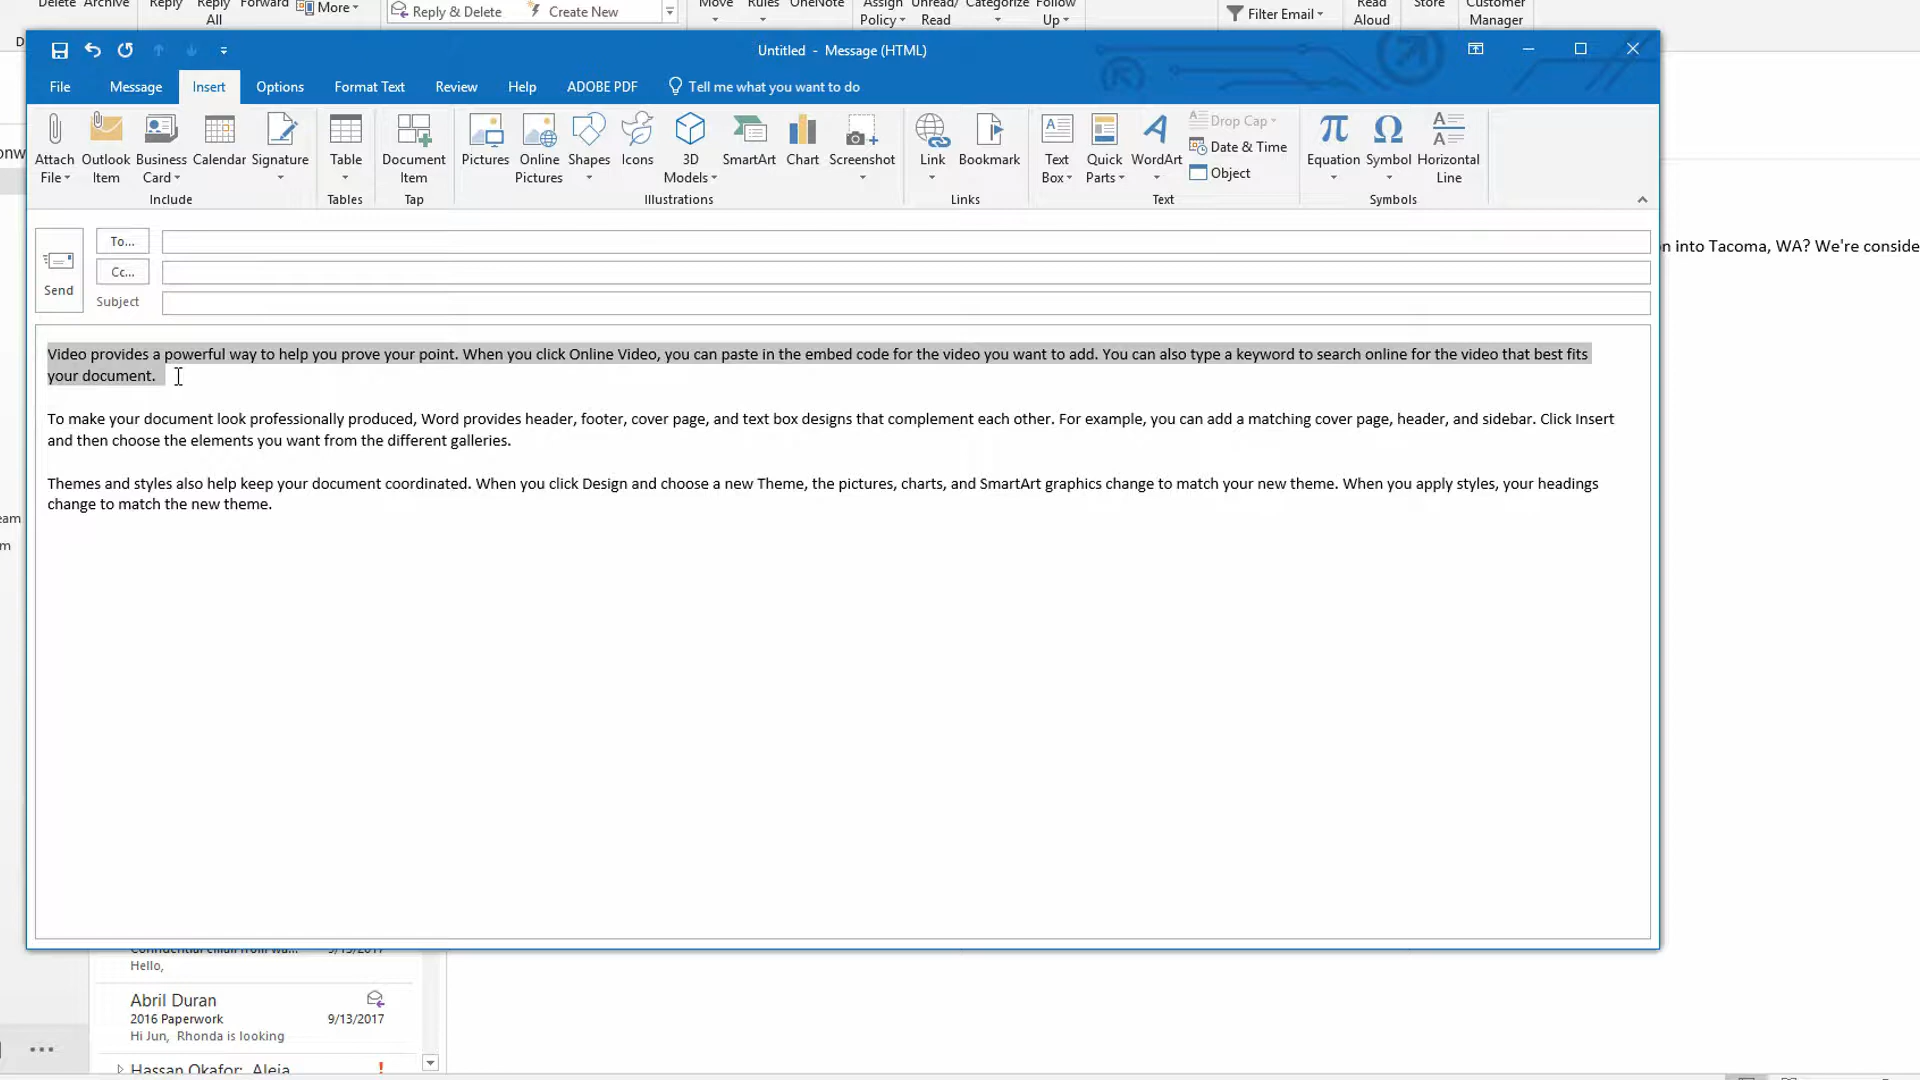 Delete Archive Reply Reply All Forward More Reply & Delete Create New Move Rules OneNote Assign Policy Unread/ Read Categorize Follow Up Filter Email Read Aloud Store Customer Manager
Untitled - Message (HTML)
File Message Insert Options Format Text Review Help ADOBE PDF Tell me what you want to do
Attach File
Outlook Item
Business Card
Calendar
Signature
Table
Document Item
Pictures
Online Pictures
Shapes
Icons
3D Models
SmartArt
Chart
Screenshot
Link
Bookmark
Text Box
Quick Parts
WordArt
Drop Cap
Date & Time
Object
Equation
Symbol
Horizontal Line
Include Tables Tap Illustrations Links Text Symbols
To...
Cc...
Subject
Send
into Tacoma, WA? We're conside
Video provides a powerful way to help you prove your point. When you click Online Video, you can paste in the embed code for the video you want to add. You can also type a keyword to search online for the video that best fits
your document.
To make your document look professionally produced, Word provides header, footer, cover page, and text box designs that complement each other. For example, you can add a matching cover page, header, and sidebar. Click Insert
and then choose the elements you want from the different galleries.
Themes and styles also help keep your document coordinated. When you click Design and choose a new Theme, the pictures, charts, and SmartArt graphics change to match your new theme. When you apply styles, your headings
change to match the new theme.
eam
m
Confidential email from wa... 9/13/2017
Hello,
Abril Duran
2016 Paperwork 9/13/2017
Hi Jun, Rhonda is looking
Hassan Okafor; Aleja